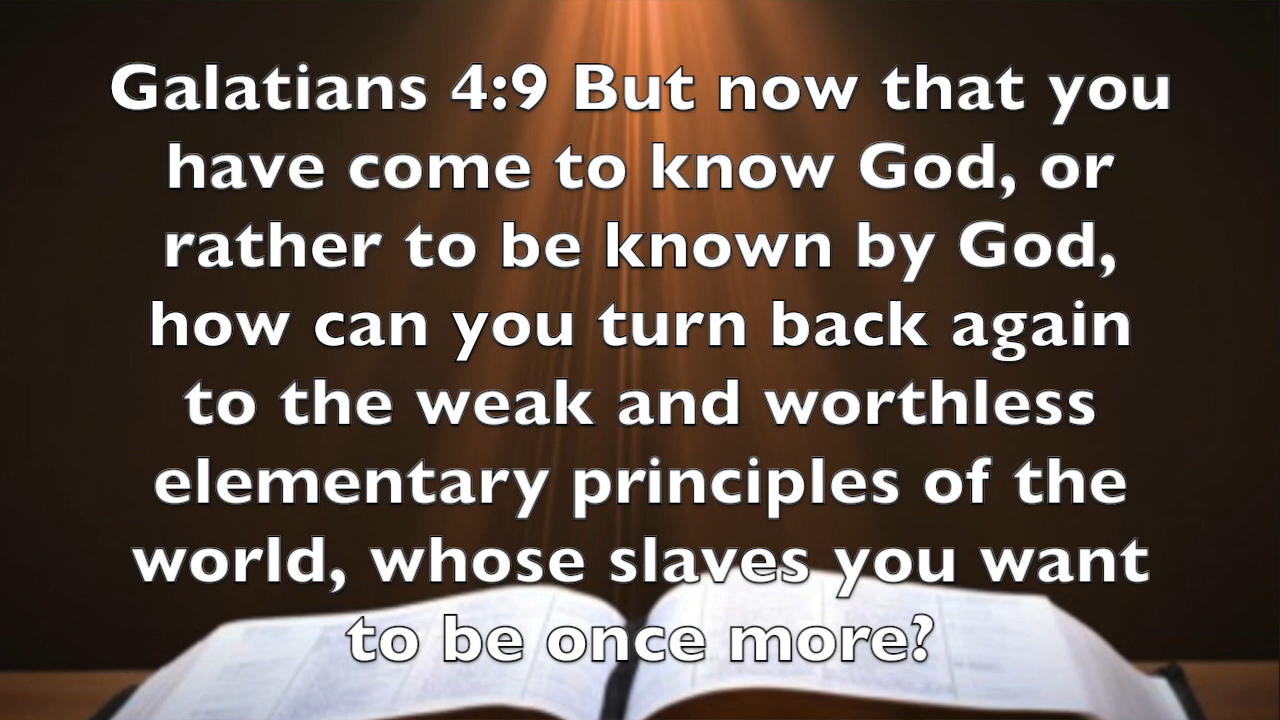 Galatians 4:9 But now that you
have come to know God, or
rather to be known by God,
how can you turn back again
to the weak and worthless
elementary principles of the
world, whose slaves you want
to be once more?